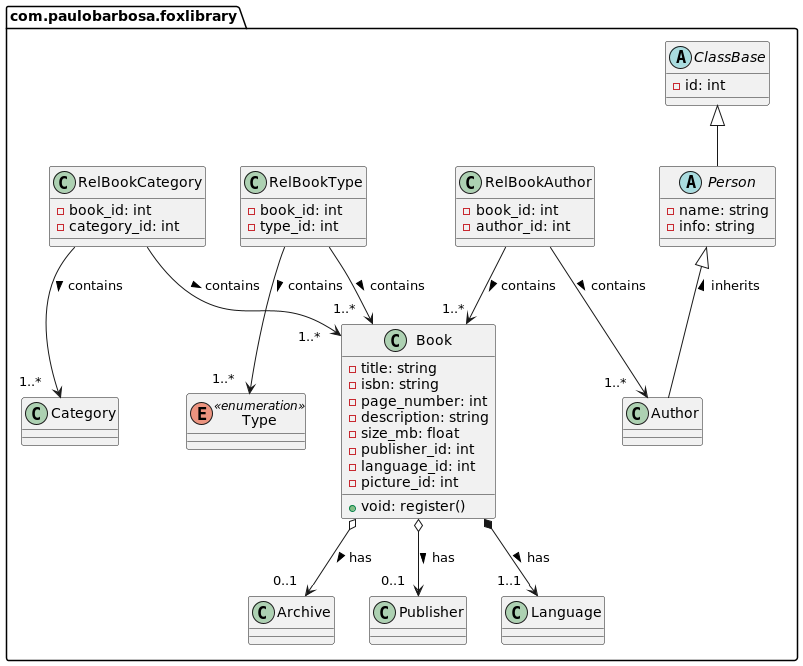 com.paulobarbosa.foxlibrary
A ClassBase
id: int
C RelBookCategory
book_id: int
category_id: int
C RelBookType
book_id: int
type_id: int
C RelBookAuthor
book_id: int
author_id: int
A Person
name: string
info: string
contains
contains
contains
contains
contains
contains
inherits
1..*
1..*
1..*
1..*
1..*
1..*
C Category
E «enumeration»
Type
C Book
title: string
isbn: string
page_number: int
description: string
size_mb: float
publisher_id: int
language_id: int
picture_id: int
void: register()
C Author
has
has
has
0..1
0..1
1..1
C Archive
C Publisher
C Language